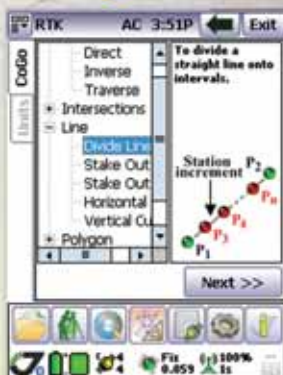 RTK AC 3:51P Exit
CoGo
Units
Direct
Inverse
Traverse
Intersections
Line
Divide Line
Stake Out
Stake Out
Horizontal
Vertical Cu
Polygon
To divide a
straight line onto
intervals.
Station
increment
P2
Pn
P4
P3
P1
Next >>
Fix
0.059
100%
1s